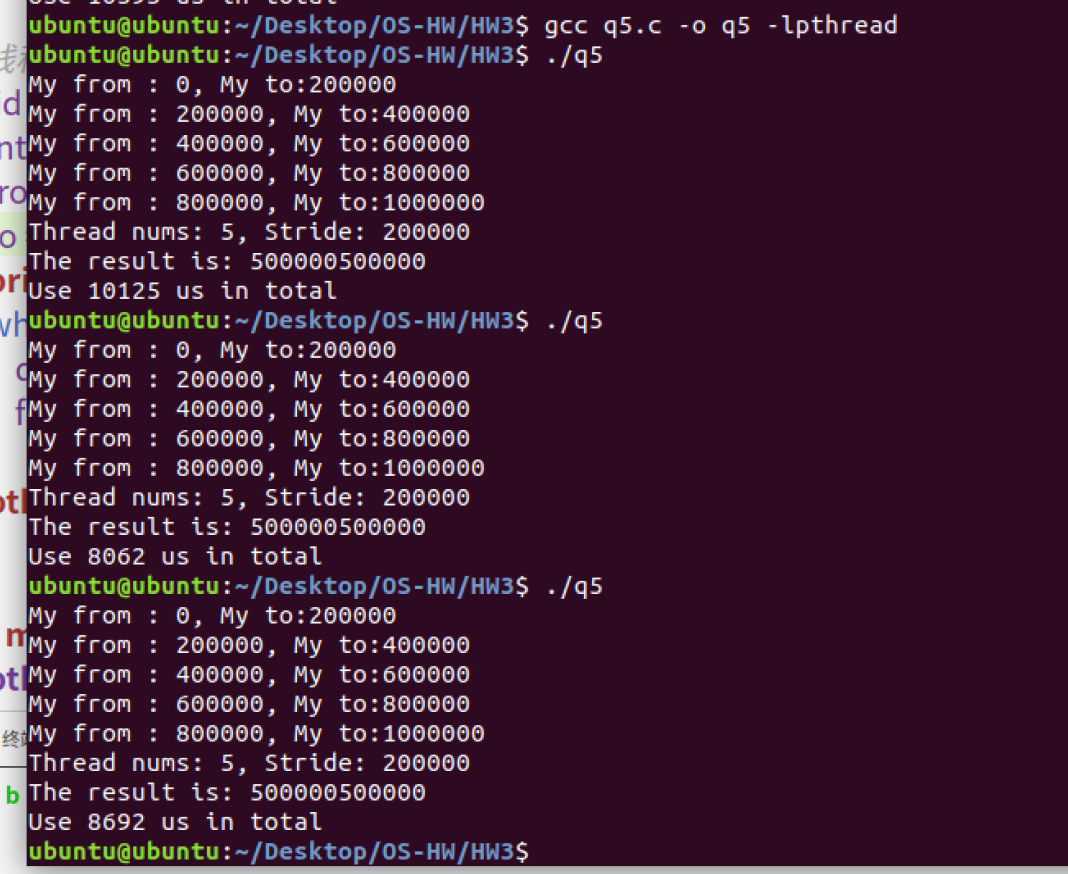 ubuntu@ubuntu:~/Desktop/OS-HW/HW3$ gcc q5.c -o q5 -lpthread
ubuntu@ubuntu:~/Desktop/OS-HW/HW3$ ./q5
My from : 0, My to:200000
My from : 200000, My to:400000
My from : 400000, My to:600000
My from : 600000, My to:800000
My from : 800000, My to:1000000
Thread nums: 5, Stride: 200000
The result is: 500000500000
Use 10125 us in total
ubuntu@ubuntu:~/Desktop/OS-HW/HW3$ ./q5
My from : 0, My to:200000
My from : 200000, My to:400000
My from : 400000, My to:600000
My from : 600000, My to:800000
My from : 800000, My to:1000000
Thread nums: 5, Stride: 200000
The result is: 500000500000
Use 8062 us in total
ubuntu@ubuntu:~/Desktop/OS-HW/HW3$ ./q5
My from : 0, My to:200000
My from : 200000, My to:400000
My from : 400000, My to:600000
My from : 600000, My to:800000
My from : 800000, My to:1000000
Thread nums: 5, Stride: 200000
The result is: 500000500000
Use 8692 us in total
ubuntu@ubuntu:~/Desktop/OS-HW/HW3$